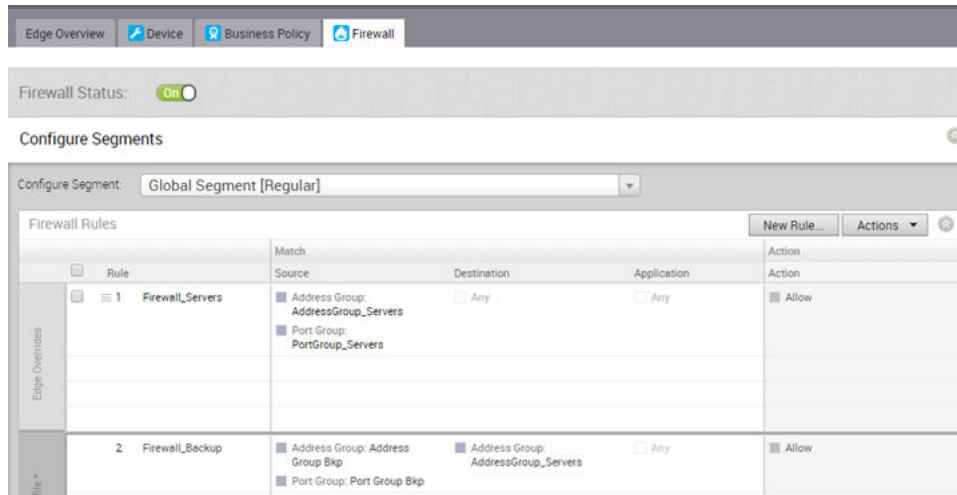 Edge Overview Device Business Policy Firewall
Firewall Status: On
Configure Segments
Configure Segment: Global Segment [Regular]
Firewall Rules New Rule... Actions
Match Action
Rule Source Destination Application Action
1 Firewall_Servers Address Group: Any Any Allow
AddressGroup_Servers
Port Group:
PortGroup_Servers
Edge Overrides
2 Firewall_Backup Address Group: Address Address Group: Any Allow
Group Bkp AddressGroup_Servers
Port Group: Port Group Bkp